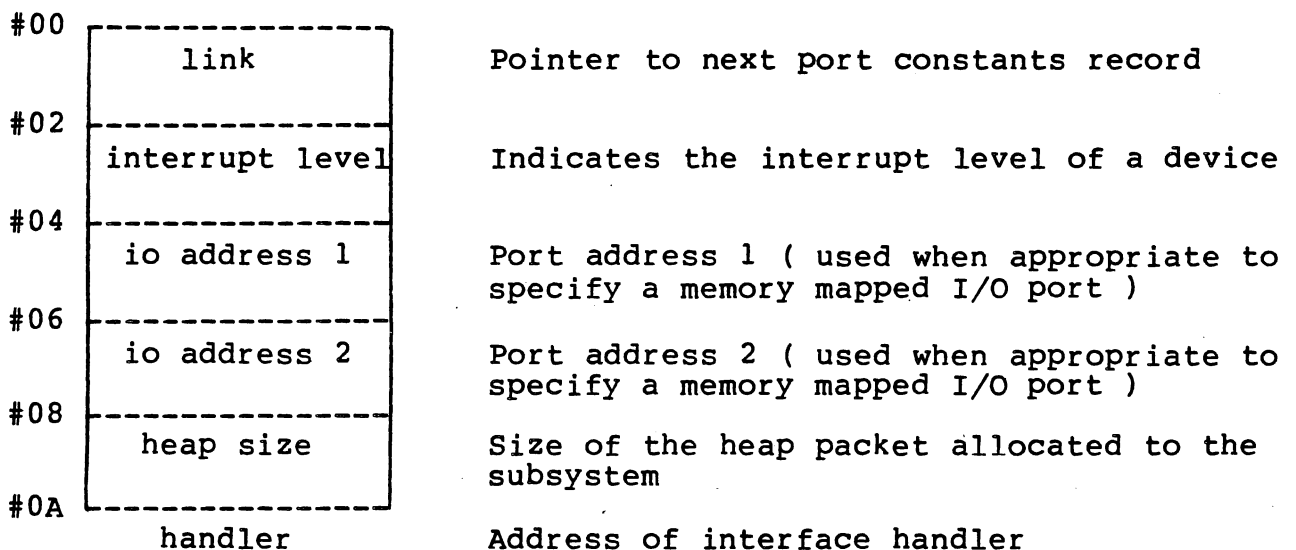 #00
link Pointer to next port constants record
#02
interrupt level Indicates the interrupt level of a device
#04
io address 1 Port address 1 ( used when appropriate to
specify a memory mapped I/O port )
#06
io address 2 Port address 2 ( used when appropriate to
specify a memory mapped I/O port )
#08
heap size Size of the heap packet allocated to the
subsystem
#0A
handler Address of interface handler